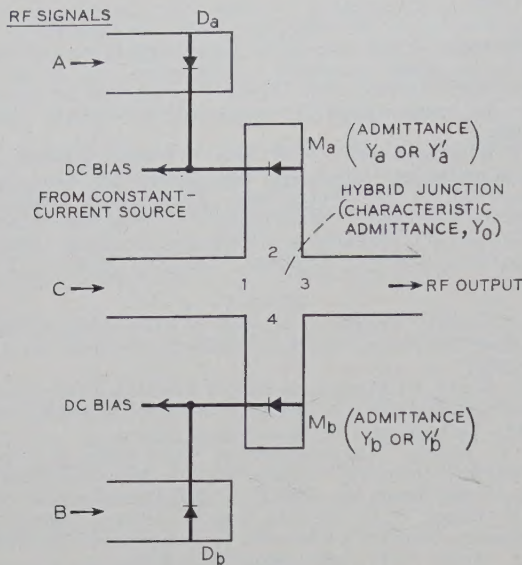 RF SIGNALS
Da
A
Ma (ADMITTANCE
Ya OR Y'a)
DC BIAS
FROM CONSTANT-
CURRENT SOURCE
HYBRID JUNCTION
(CHARACTERISTIC
ADMITTANCE, Y0)
2
C
1
3
RF OUTPUT
4
DC BIAS
Mb (ADMITTANCE
Yb OR Y'b)
B
Db